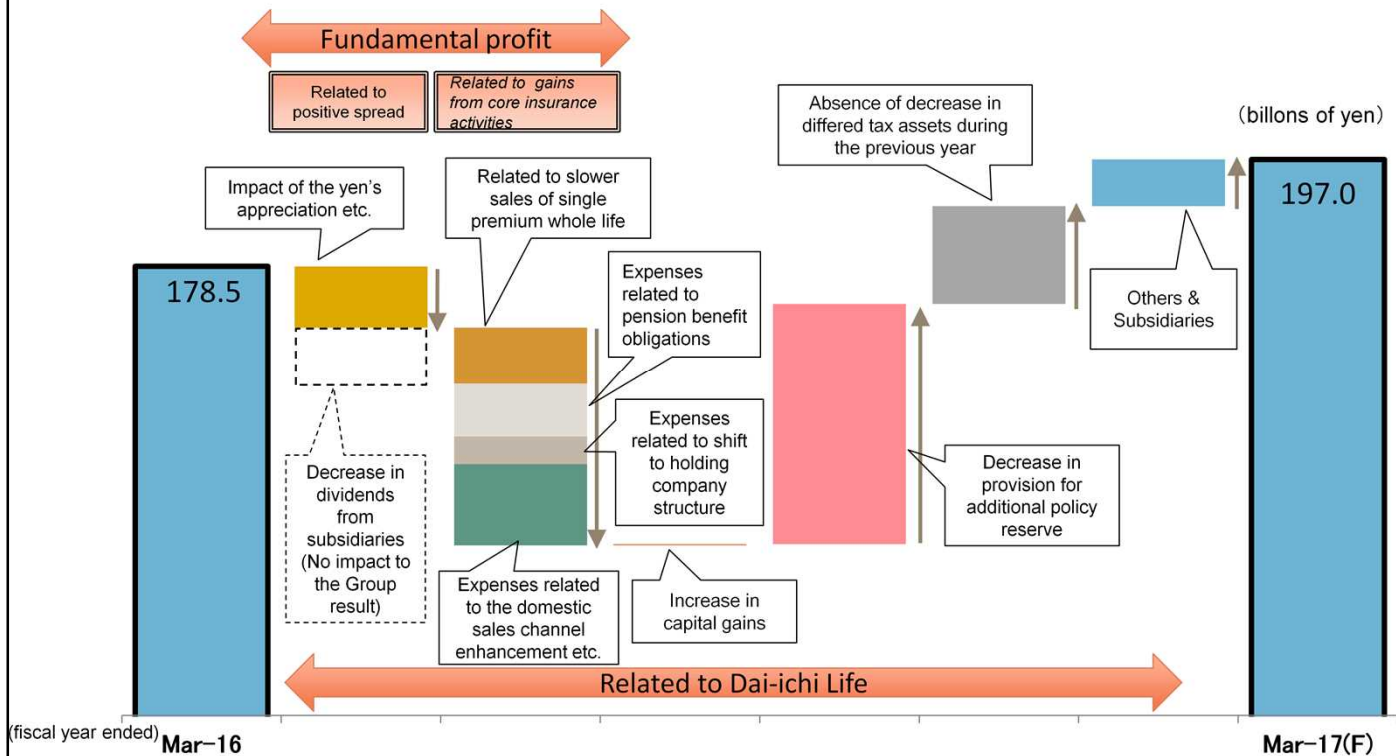 Fundamental profit
Related to
positive spread
Related to gains
from core insurance
activities
Absence of decrease in
differed tax assets during
the previous year
（billons of yen）
Impact of the yen's
appreciation etc.
Related to slower
sales of single
premium whole life
197.0
178.5
Expenses
related to
pension benefit
obligations
Others &
Subsidiaries
Expenses
related to shift
to holding
company
structure
Decrease in
dividends
from
subsidiaries
(No impact to
the Group
result)
Decrease in
provision for
additional policy
reserve
Expenses related
to the domestic
sales channel
enhancement etc.
Increase in
capital gains
Related to Dai-ichi Life
(fiscal year ended)
Mar-16
Mar-17(F)